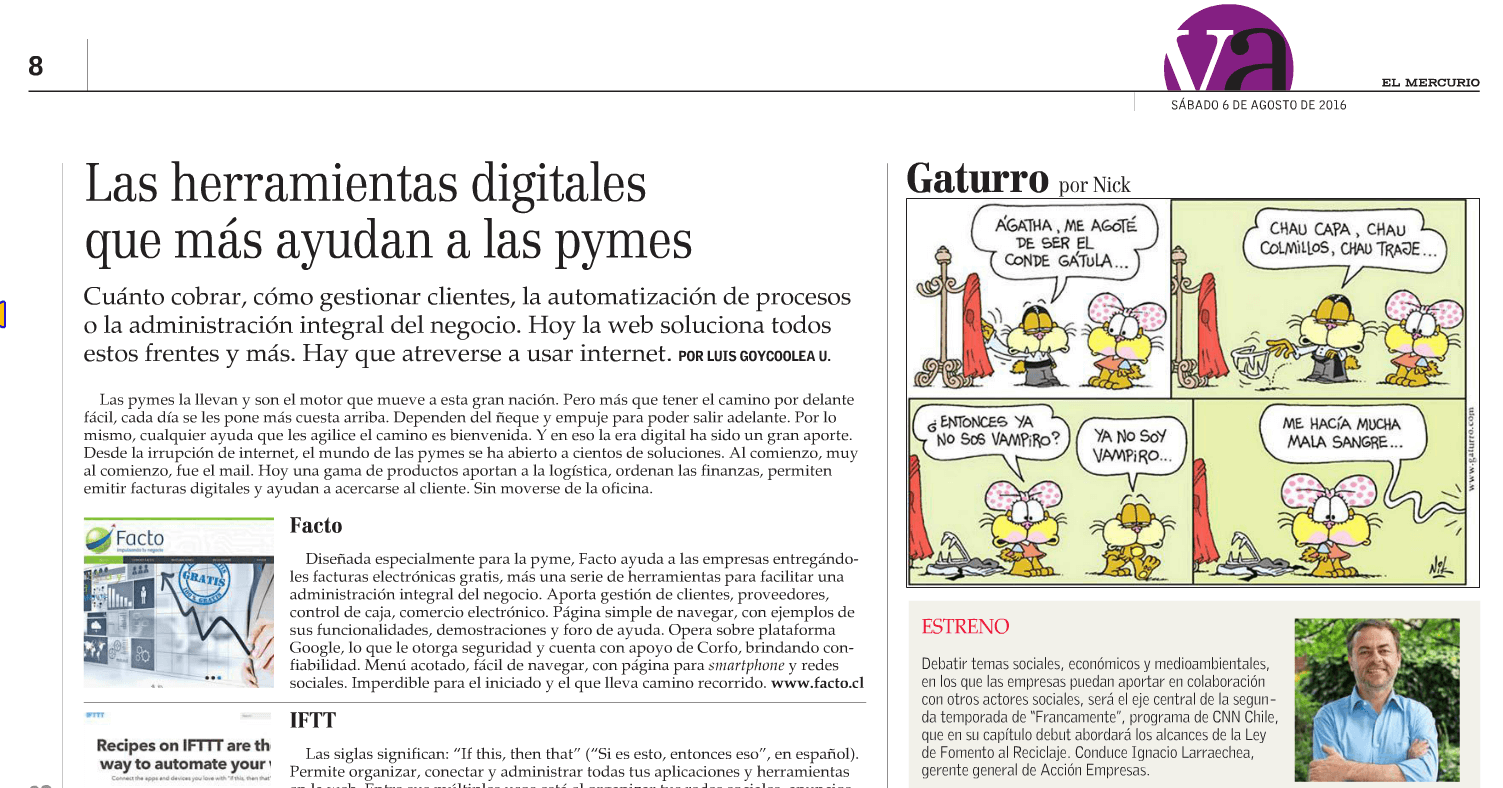 8
va
EL MERCURIO
SÁBADO 6 DE AGOSTO DE 2016
Las herramientas digitales
que más ayudan a las pymes
Cuánto cobrar, cómo gestionar clientes, la automatización de procesos
o la administración integral del negocio. Hoy la web soluciona todos
estos frentes y más. Hay que atreverse a usar internet. POR LUIS GOYCOOLEA U.
Las pymes la llevan y son el motor que mueve a esta gran nación. Pero más que tener el camino por delante
fácil, cada día se les pone más cuesta arriba. Dependen del ñeque y empuje para poder salir adelante. Por lo
mismo, cualquier ayuda que les agilice el camino es bienvenida. Y en eso la era digital ha sido un gran aporte.
Desde la irrupción de internet, el mundo de las pymes se ha abierto a cientos de soluciones. Al comienzo, muy
al comienzo, fue el mail. Hoy una gama de productos aportan a la logística, ordenan las finanzas, permiten
emitir facturas digitales y ayudan a acercarse al cliente. Sin moverse de la oficina.
Facto
impulsando tu negocio
GRATIS
Facto
Diseñada especialmente para la pyme, Facto ayuda a las empresas entregándo-
les facturas electrónicas gratis, más una serie de herramientas para facilitar una
administración integral del negocio. Aporta gestión de clientes, proveedores,
control de caja, comercio electrónico. Página simple de navegar, con ejemplos de
sus funcionalidades, demostraciones y foro de ayuda. Opera sobre plataforma
Google, lo que le otorga seguridad y cuenta con apoyo de Corfo, brindando con-
fiabilidad. Menú acotado, fácil de navegar, con página para smartphone y redes
sociales. Imperdible para el iniciado y el que lleva camino recorrido. www.facto.cl
IFTTT
Recipes on IFTTT are th
way to automate your
Connect the apps and devices you love with "if this, then that"
IFTT
Las siglas significan: “If this, then that” (“Si es esto, entonces eso”, en español).
Permite organizar, conectar y administrar todas tus aplicaciones y herramientas
Gaturro por Nick
ÁGATHA, ME AGOTÉ
DE SER EL
CONDE GÁTULA...
CHAU CAPA, CHAU
COLMILLOS, CHAU TRAJE...
¿ENTONCES YA
NO SOS VAMPIRO?
YA NO SOY
VAMPIRO...
ME HACÍA MUCHA
MALA SANGRE...
www.gaturro.com
NIK
ESTRENO
Debatir temas sociales, económicos y medioambientales,
en los que las empresas puedan aportar en colaboración
con otros actores sociales, será el eje central de la segun-
da temporada de “Francamente”, programa de CNN Chile,
que en su capítulo debut abordará los alcances de la Ley
de Fomento al Reciclaje. Conduce Ignacio Larraechea,
gerente general de Acción Empresas.